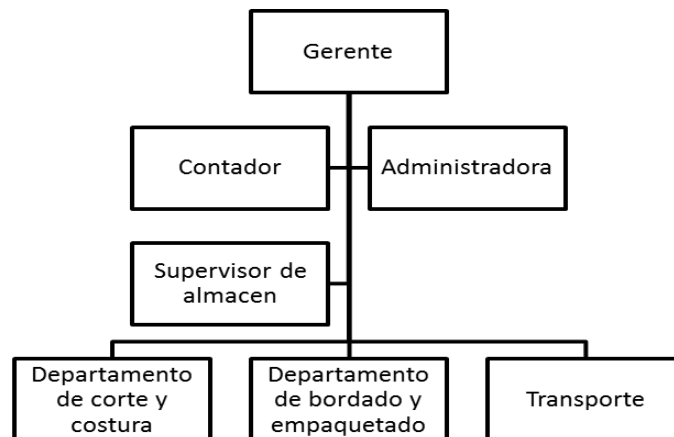 Gerente
Contador
Administradora
Supervisor de
almacen
Departamento
de corte y
costura
Departamento
de bordado y
empaquetado
Transporte